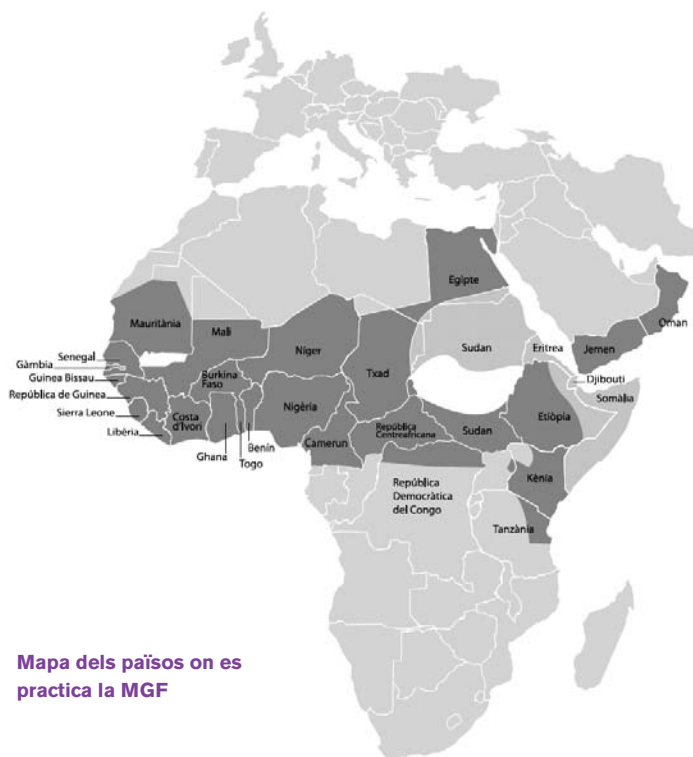 Egipte
Oman
Mauritània
Mali
Jemen
Níger
Sudan
Eritrea
Senegal
Gàmbia
Txad
Djibouti
Guinea Bissau
Burkina
Faso
Somàlia
República de Guinea
Nigèria
Etiòpia
Sierra Leone
Costa
d'Ivori
República
Centreafricana
Sudan
Libèria
Benín
Camerun
Ghana
Togo
Kènia
República
Democràtica
del Congo
Tanzània
Mapa dels països on es
practica la MGF